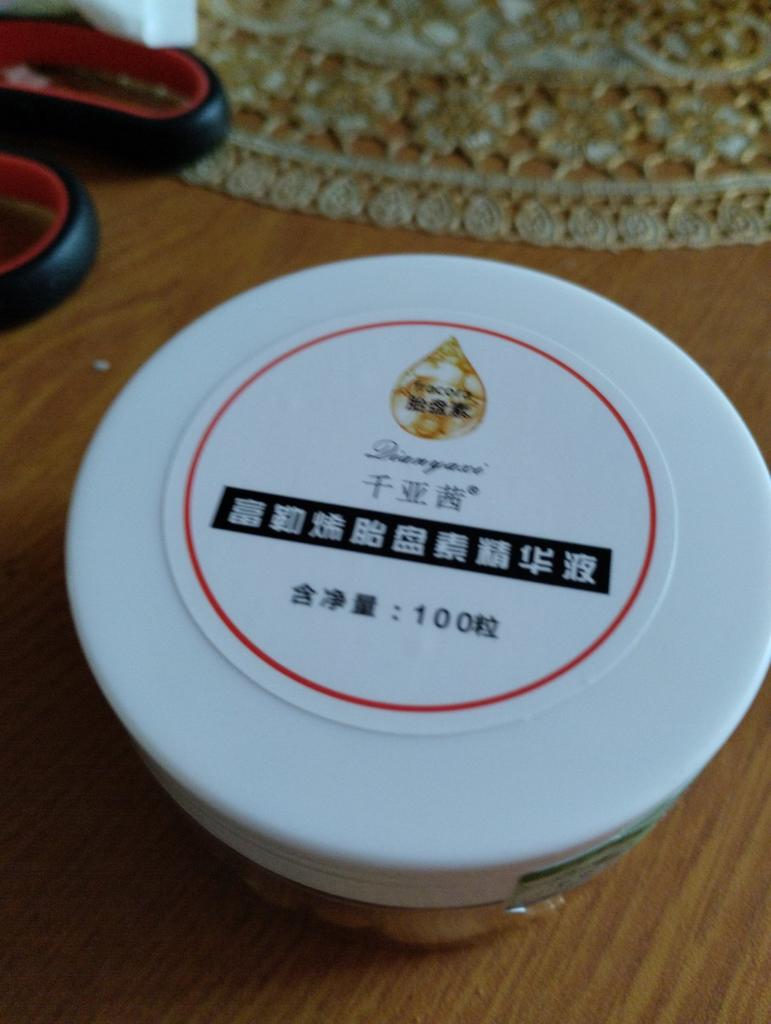 胎盘素
Dianyaxi
千亚茜®
富勒烯胎盘素精华液
含净量：100粒